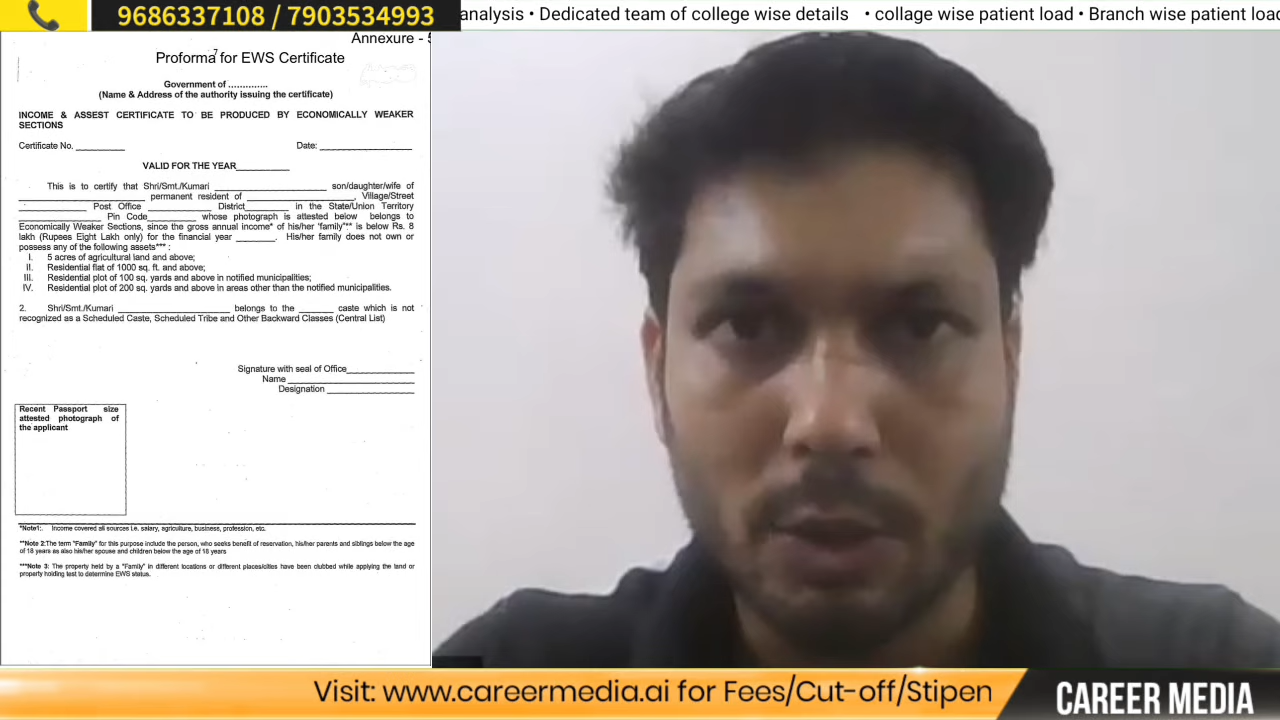 9686337108 / 7903534993
analysis • Dedicated team of college wise details • collage wise patient load • Branch wise patient load
Annexure - 5
7
Proforma for EWS Certificate
Government of ..............
(Name & Address of the authority issuing the certificate)
INCOME & ASSEST CERTIFICATE TO BE PRODUCED BY ECONOMICALLY WEAKER
SECTIONS
Certificate No. __________ Date: __________________
VALID FOR THE YEAR___________
This is to certify that Shri/Smt./Kumari ______________________ son/daughter/wife of
_________________________ permanent resident of _____________________, Village/Street
_____________ Post Office ____________ District________ in the State/Union Territory
________________ Pin Code_________ whose photograph is attested below belongs to
Economically Weaker Sections, since the gross annual income* of his/her 'family'** is below Rs. 8
lakh (Rupees Eight Lakh only) for the financial year _______. His/her family does not own or
possess any of the following assets*** :
I. 5 acres of agricultural land and above;
II. Residential flat of 1000 sq. ft. and above;
III. Residential plot of 100 sq. yards and above in notified municipalities;
IV. Residential plot of 200 sq. yards and above in areas other than the notified municipalities.
2. Shri/Smt./Kumari ______________________ belongs to the _______ caste which is not
recognized as a Scheduled Caste, Scheduled Tribe and Other Backward Classes (Central List)
Signature with seal of Office_____________
Name _________________________
Designation _________________
Recent Passport size
attested photograph of
the applicant
*Note1:. Income covered all sources i.e. salary, agriculture, business, profession, etc.
**Note 2:The term "Family" for this purpose include the person, who seeks benefit of reservation, his/her parents and siblings below the age
of 18 years as also his/her spouse and children below the age of 18 years
***Note 3: The property held by a "Family" in different locations or different places/cities have been clubbed while applying the land or
property holding test to determine EWS status.
Visit: www.careermedia.ai for Fees/Cut-off/Stipen
CAREER MEDIA